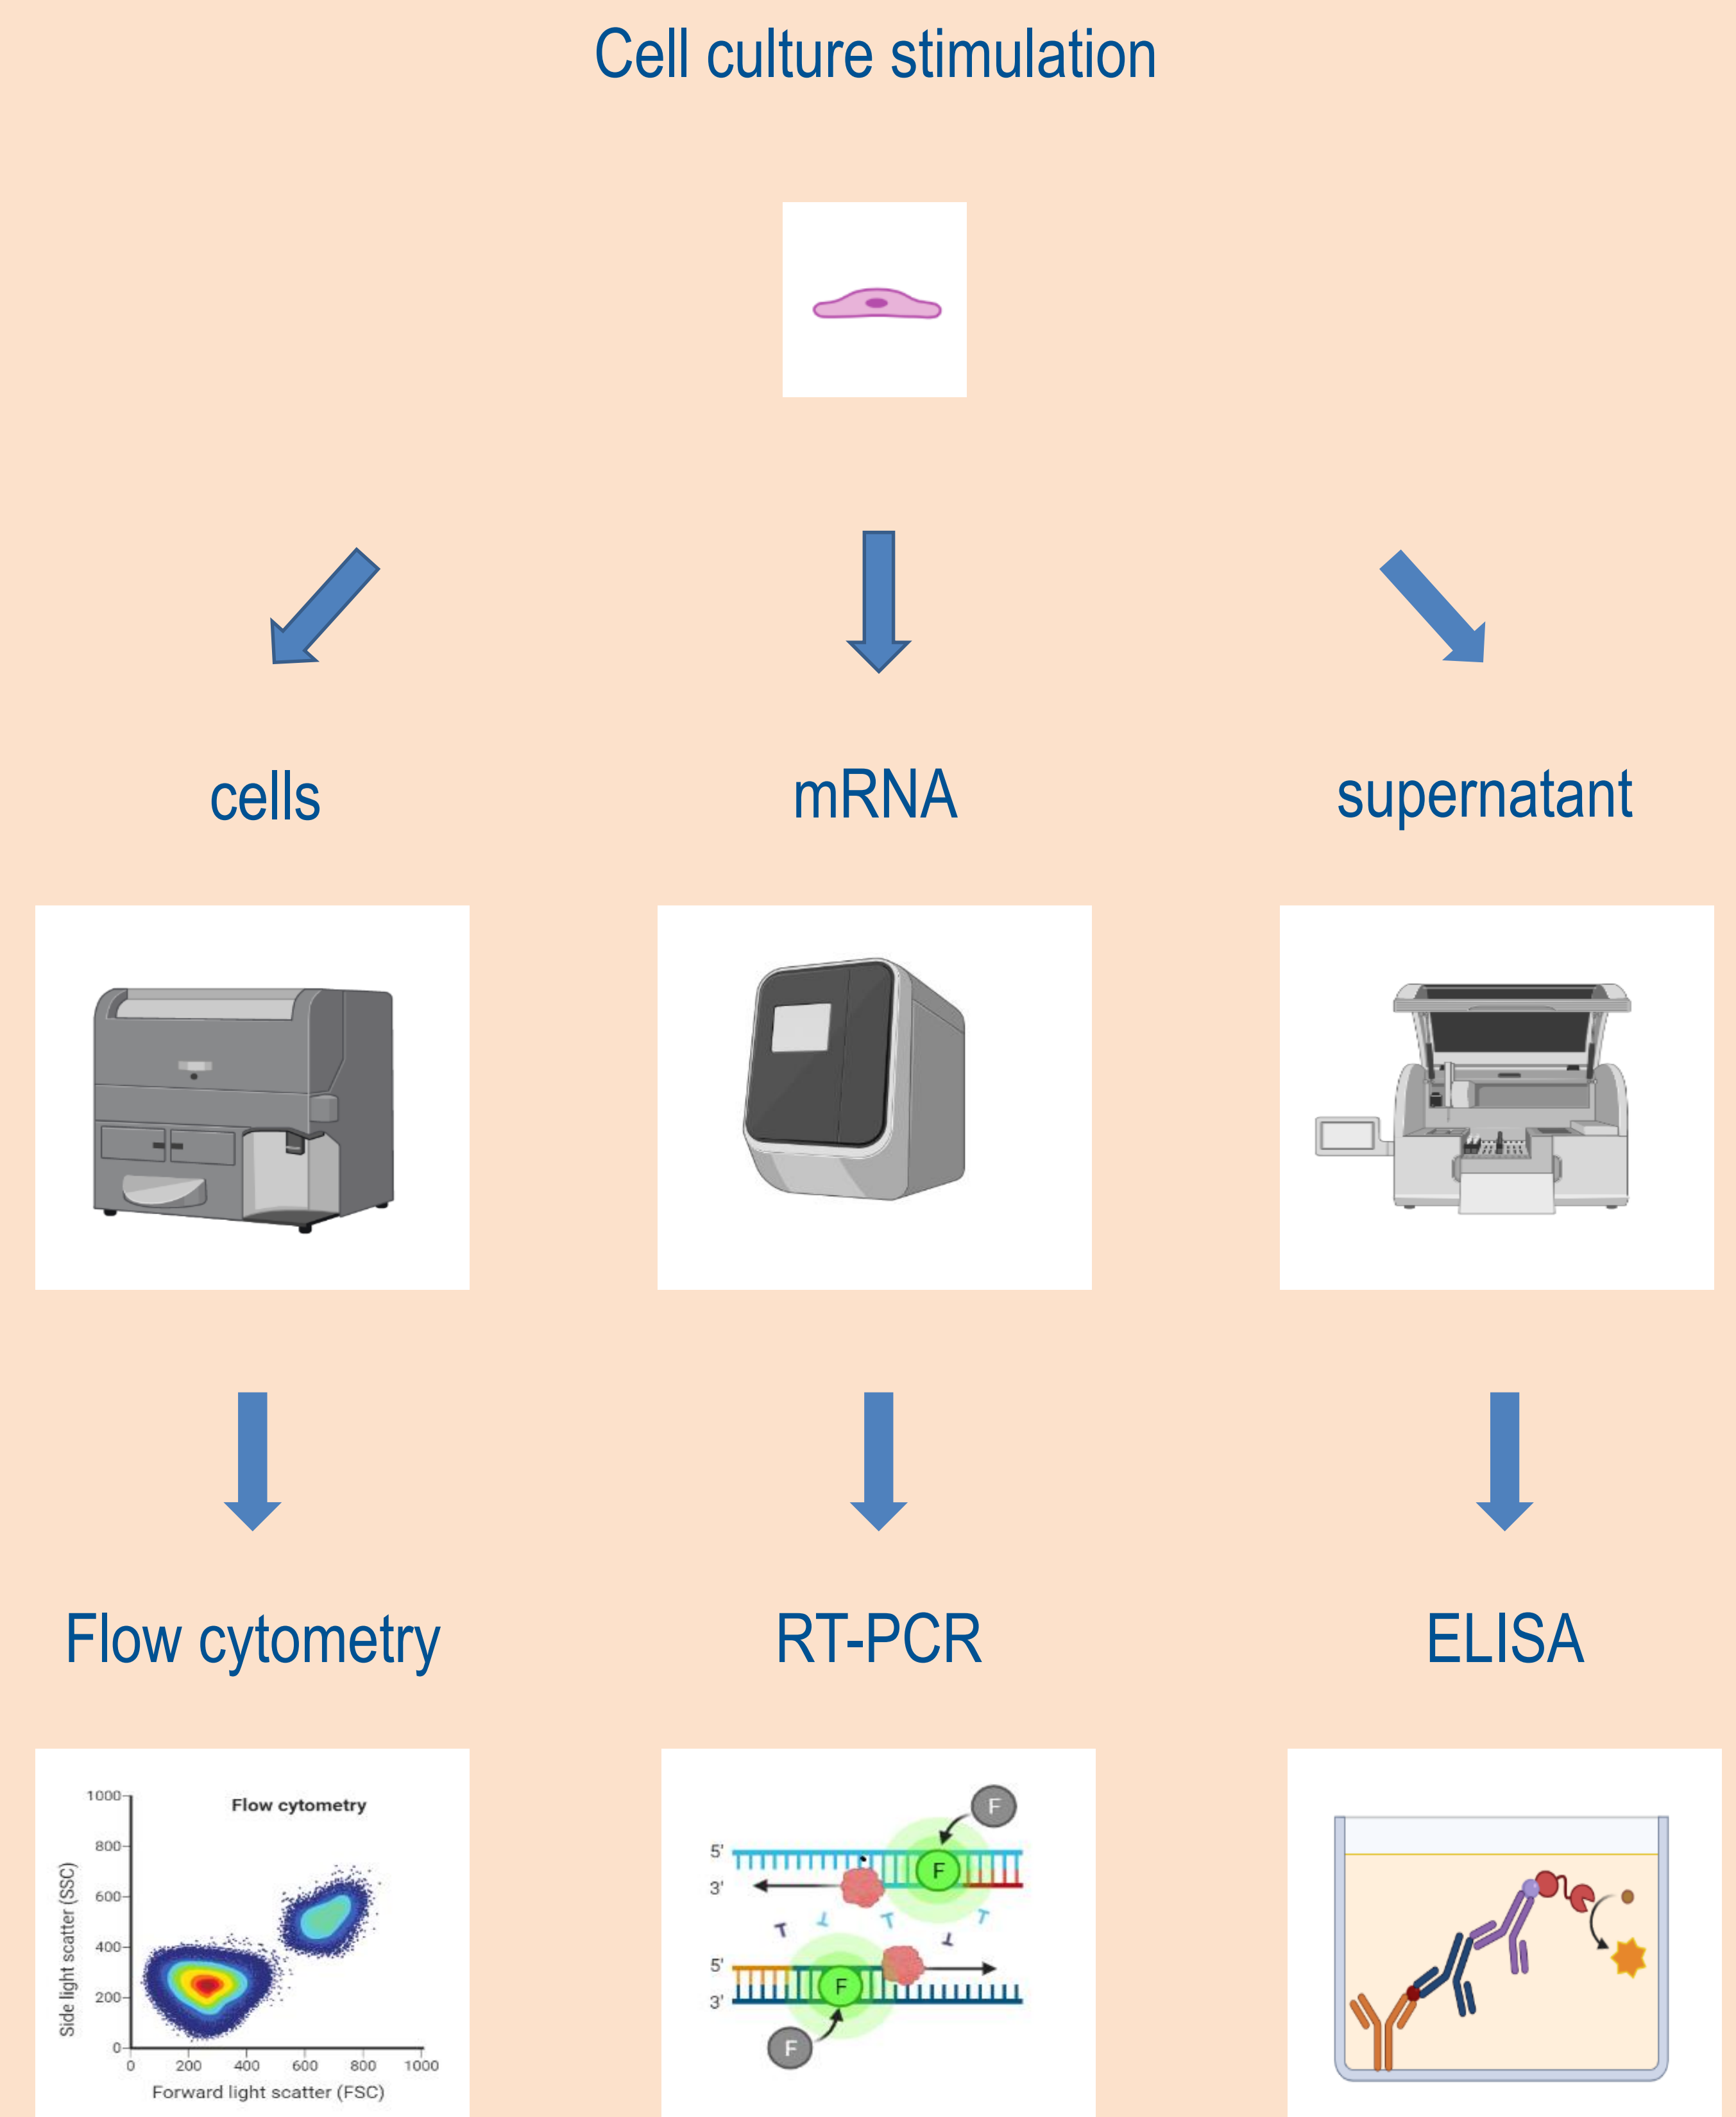 Cell culture stimulation
cells
mRNA
supernatant
Flow cytometry
RT-PCR
ELISA
Flow cytometry
1000
800
600
400
200
0
Side light scatter (SSC)
0 200 400 600 800 1000
Forward light scatter (FSC)
F
5'
F
3'
T T T T T
5'
F
3'
F